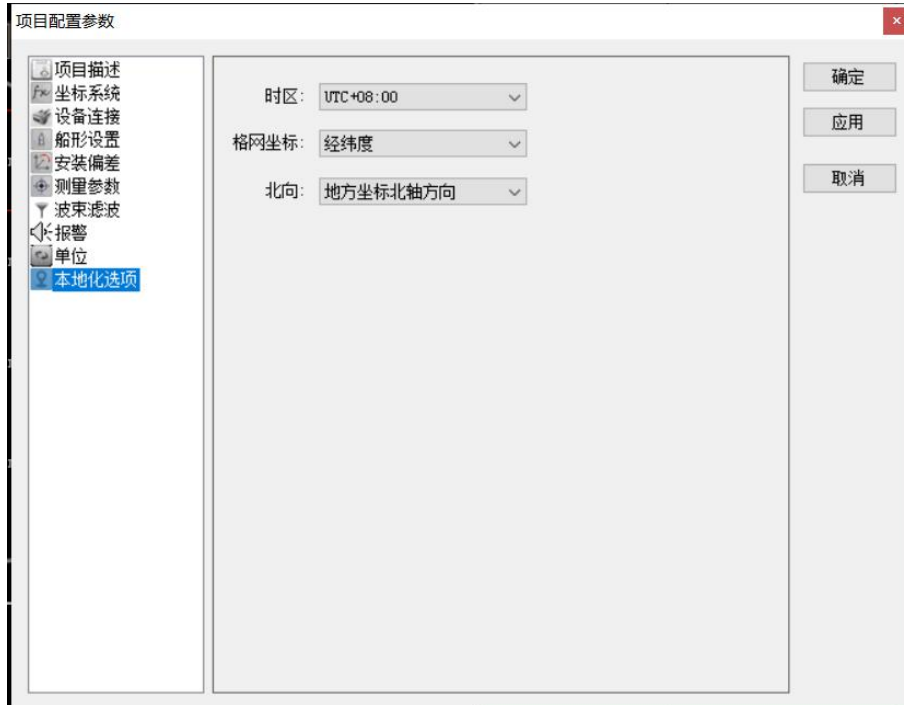 项目配置参数
项目描述
坐标系统
设备连接
船形设置
安装偏差
测量参数
波束滤波
报警
单位
本地化选项
时区: UTC+08:00
格网坐标: 经纬度
北向: 地方坐标北轴方向
确定
应用
取消